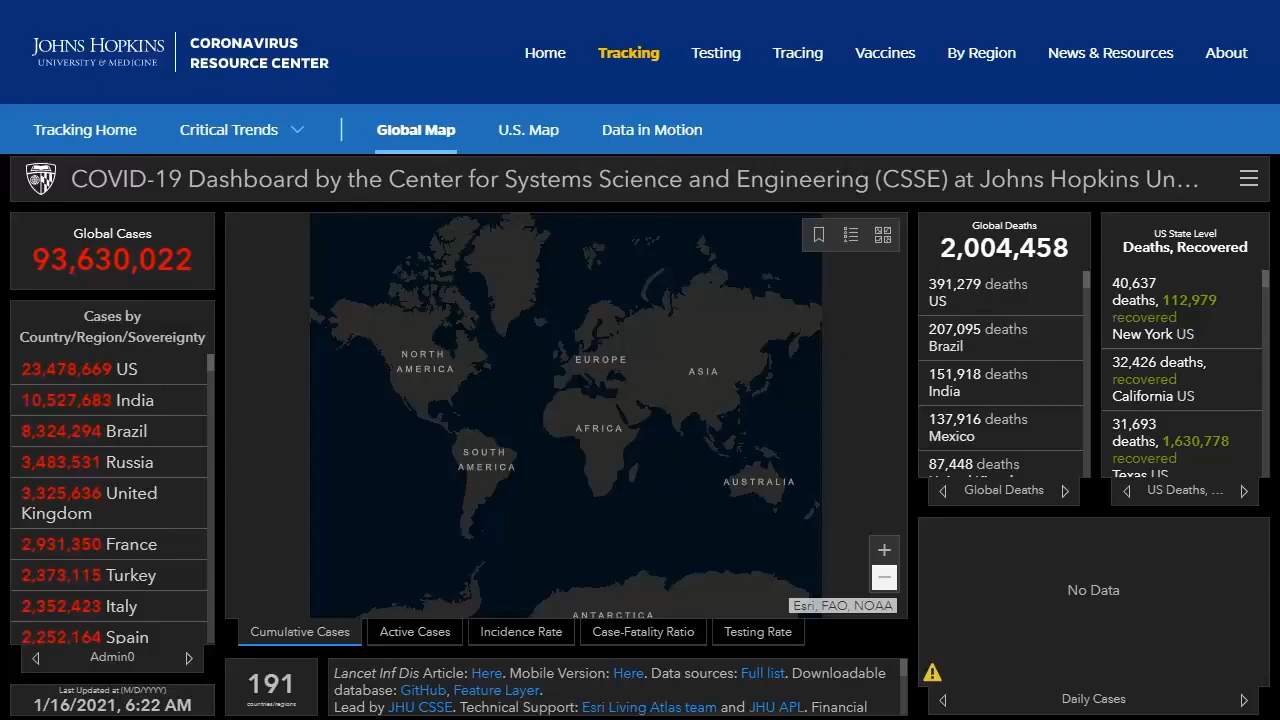 JOHNS HOPKINS
UNIVERSITY & MEDICINE
CORONAVIRUS
RESOURCE CENTER
Home
Tracking
Testing
Tracing
Vaccines
By Region
News & Resources
About
Tracking Home
Critical Trends
Global Map
U.S. Map
Data in Motion
COVID-19 Dashboard by the Center for Systems Science and Engineering (CSSE) at Johns Hopkins Un...
Global Cases
93,630,022
Cases by
Country/Region/Sovereignty
23,478,669 US
10,527,683 India
8,324,294 Brazil
3,483,531 Russia
3,325,636 United
Kingdom
2,931,350 France
2,373,115 Turkey
2,352,423 Italy
2,252,164 Spain
Admin0
Last Updated at (M/D/YYYY)
1/16/2021, 6:22 AM
NORTH
AMERICA
EUROPE
ASIA
AFRICA
SOUTH
AMERICA
AUSTRALIA
ANTARCTICA
Esri, FAO, NOAA
Cumulative Cases
Active Cases
Incidence Rate
Case-Fatality Ratio
Testing Rate
191
countries/regions
Lancet Inf Dis Article: Here. Mobile Version: Here. Data sources: Full list. Downloadable
database: GitHub, Feature Layer.
Lead by JHU CSSE. Technical Support: Esri Living Atlas team and JHU APL. Financial
Global Deaths
2,004,458
391,279 deaths
US
207,095 deaths
Brazil
151,918 deaths
India
137,916 deaths
Mexico
87,448 deaths
Global Deaths
US State Level
Deaths, Recovered
40,637
deaths, 112,979
recovered
New York US
32,426 deaths,
recovered
California US
31,693
deaths, 1,630,778
recovered
Texas US
US Deaths, ...
No Data
Daily Cases